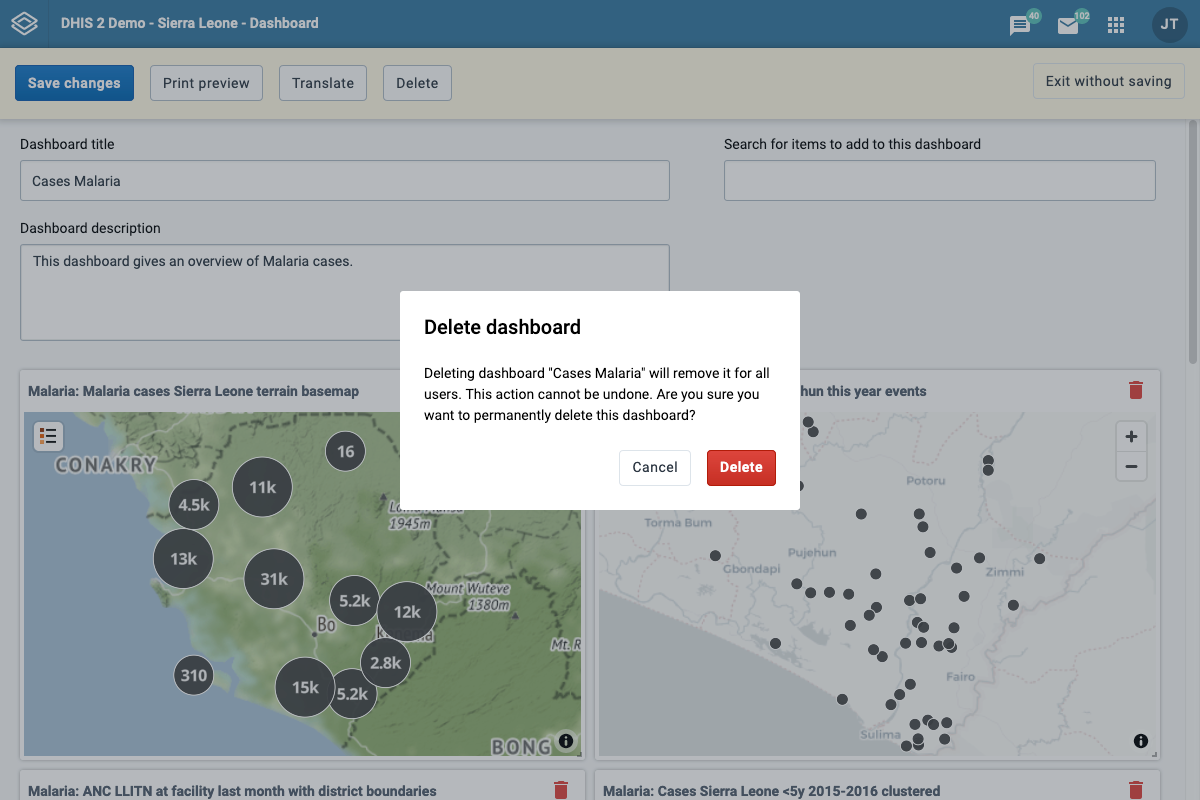 DHIS 2 Demo - Sierra Leone - Dashboard
40
102
JT
Save changes
Print preview
Translate
Delete
Exit without saving
Dashboard title
Search for items to add to this dashboard
Cases Malaria
Dashboard description
This dashboard gives an overview of Malaria cases.
Delete dashboard
Deleting dashboard "Cases Malaria" will remove it for all
users. This action cannot be undone. Are you sure you
want to permanently delete this dashboard?
Cancel
Delete
Malaria: Malaria cases Sierra Leone terrain basemap
CONAKRY
16
11k
4.5k
1945m
13k
31k
5.2k
12k
Mount Wuteve
1380m
Bo
Mt. R
2.8k
310
15k
5.2k
BONG
hun this year events
+
−
Potoru
Torma Bum
Pujehun
Gbondapi
Zimmi
Fairo
Sulima
Malaria: ANC LLITN at facility last month with district boundaries
Malaria: Cases Sierra Leone <5y 2015-2016 clustered